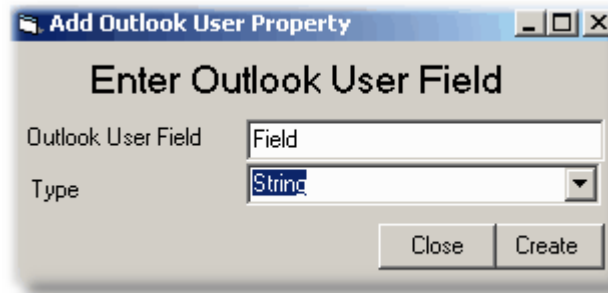 Add Outlook User Property
Enter Outlook User Field
Outlook User Field Field
Type String
Close Create